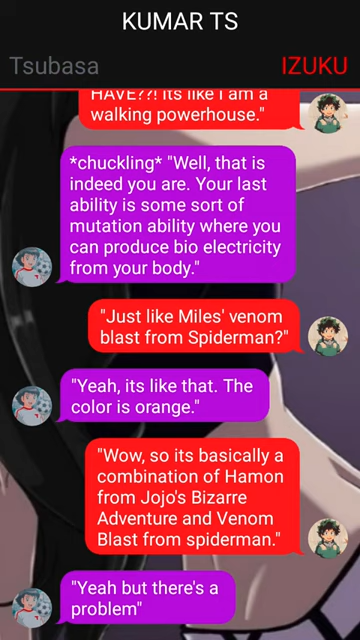 KUMAR TS
Tsubasa
IZUKU
HAVE??! Its like I am a
walking powerhouse."
*chuckling* "Well, that is
indeed you are. Your last
ability is some sort of
mutation ability where you
can produce bio electricity
from your body."
"Just like Miles' venom
blast from Spiderman?"
"Yeah, its like that. The
color is orange."
"Wow, so its basically a
combination of Hamon
from Jojo's Bizarre
Adventure and Venom
Blast from spiderman."
"Yeah but there's a
problem"